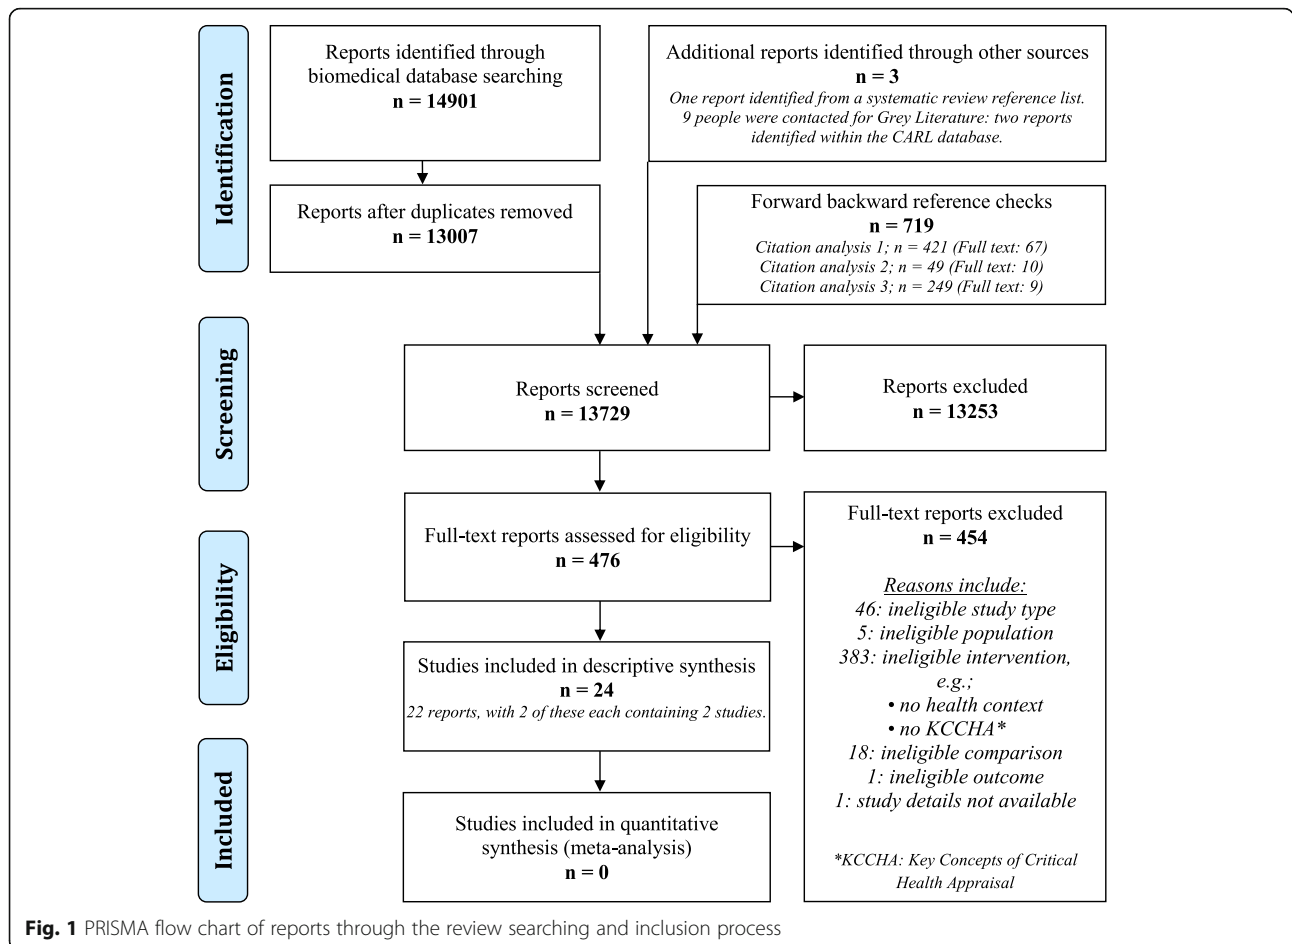 Identification
Reports identified through
biomedical database searching
n = 14901
Additional reports identified through other sources
n = 3
One report identified from a systematic review reference list.
9 people were contacted for Grey Literature: two reports
identified within the CARL database.
Reports after duplicates removed
n = 13007
Forward backward reference checks
n = 719
Citation analysis 1; n = 421 (Full text: 67)
Citation analysis 2; n = 49 (Full text: 10)
Citation analysis 3; n = 249 (Full text: 9)
Screening
Reports screened
n = 13729
Reports excluded
n = 13253
Eligibility
Full-text reports assessed for eligibility
n = 476
Full-text reports excluded
n = 454
Reasons include:
46: ineligible study type
5: ineligible population
383: ineligible intervention,
e.g.;
• no health context
• no KCCHA*
18: ineligible comparison
1: ineligible outcome
1: study details not available
*KCCHA: Key Concepts of Critical
Health Appraisal
Studies included in descriptive synthesis
n = 24
22 reports, with 2 of these each containing 2 studies.
Included
Studies included in quantitative
synthesis (meta-analysis)
n = 0
Fig. 1 PRISMA flow chart of reports through the review searching and inclusion process